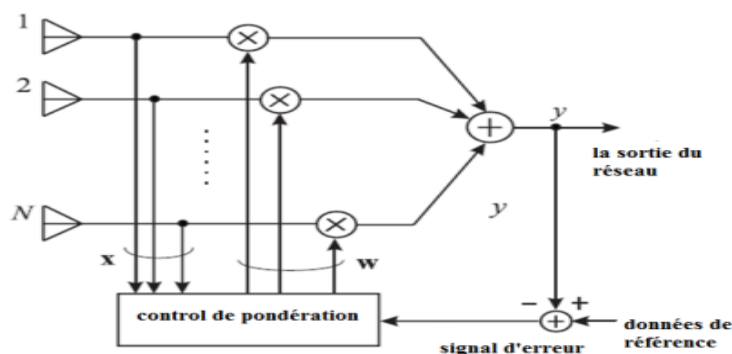 1
2
N
x
w
y
y
la sortie du
réseau
control de pondération
− +
signal d'erreur
données de
référence